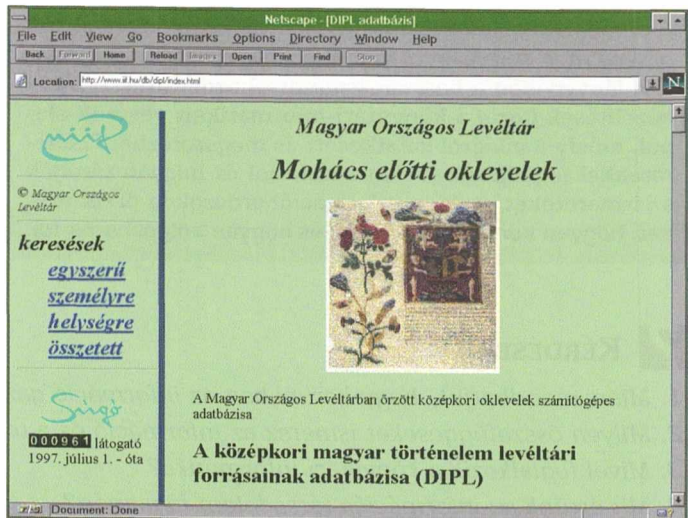 Netscape - [DIPL adatbázis]
File Edit View Go Bookmarks Options Directory Window Help
Back Forward Home Reload Images Open Print Find Stop
Location: http://www.iif.hu/db/dipl/index.html
N
© Magyar Országos
Levéltár
keresések
egyszerű
személyre
helységre
összetett
Súgó
000961 látogató
1997. július 1. - óta
Magyar Országos Levéltár
Mohács előtti oklevelek
A Magyar Országos Levéltárban őrzött középkori oklevelek számítógépes
adatbázisa
A középkori magyar történelem levéltári
forrásainak adatbázisa (DIPL)
Document: Done